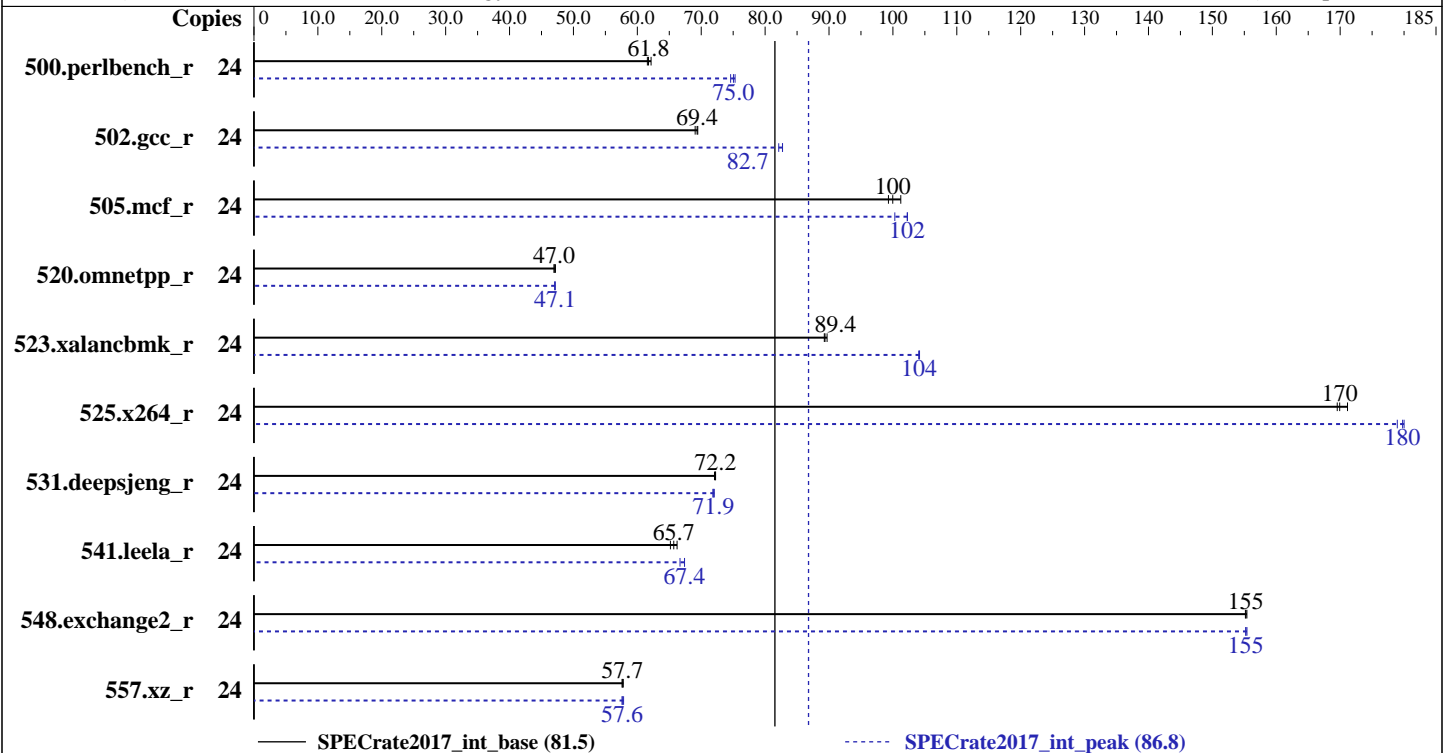 Copies 0 10.0 20.0 30.0 40.0 50.0 60.0 70.0 80.0 90.0 100 110 120 130 140 150 160 170 185
61.8
500.perlbench_r 24
75.0
69.4
502.gcc_r 24
82.7
100
505.mcf_r 24
102
47.0
520.omnetpp_r 24
47.1
89.4
523.xalancbmk_r 24
104
170
525.x264_r 24
180
72.2
531.deepsjeng_r 24
71.9
65.7
541.leela_r 24
67.4
155
548.exchange2_r 24
155
57.7
557.xz_r 24
57.6
SPECrate2017_int_base (81.5) SPECrate2017_int_peak (86.8)